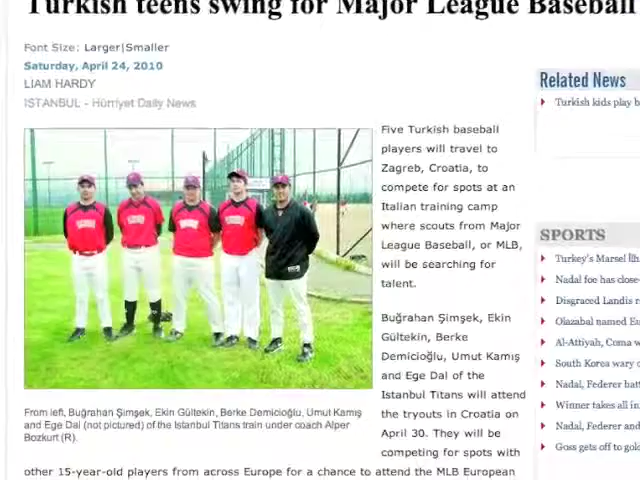 Turkish teens swing for Major League Baseball
Font Size: Larger|Smaller
Saturday, April 24, 2010
LIAM HARDY
ISTANBUL - Hürriyet Daily News
Five Turkish baseball
players will travel to
Zagreb, Croatia, to
compete for spots at an
Italian training camp
where scouts from Major
League Baseball, or MLB,
will be searching for
talent.
Buğrahan Şimşek, Ekin
Gültekin, Berke
Demicioğlu, Umut Kamış
and Ege Dal of the
Istanbul Titans will attend
the tryouts in Croatia on
April 30. They will be
competing for spots with
other 15-year-old players from across Europe for a chance to attend the MLB European
From left, Buğrahan Şimşek, Ekin Gültekin, Berke Demicioğlu, Umut Kamış
and Ege Dal (not pictured) of the Istanbul Titans train under coach Alper
Bozkurt (R).
Related News
Turkish kids play b
SPORTS
Turkey's Marsel
Nadal foe has close-
Disgraced Landis r
Olazabal named Eu
Al-Attiyah, Coma w
South Korea wary o
Nadal, Federer batt
Winner takes all in
Nadal, Federer and
Goss gets off to gold